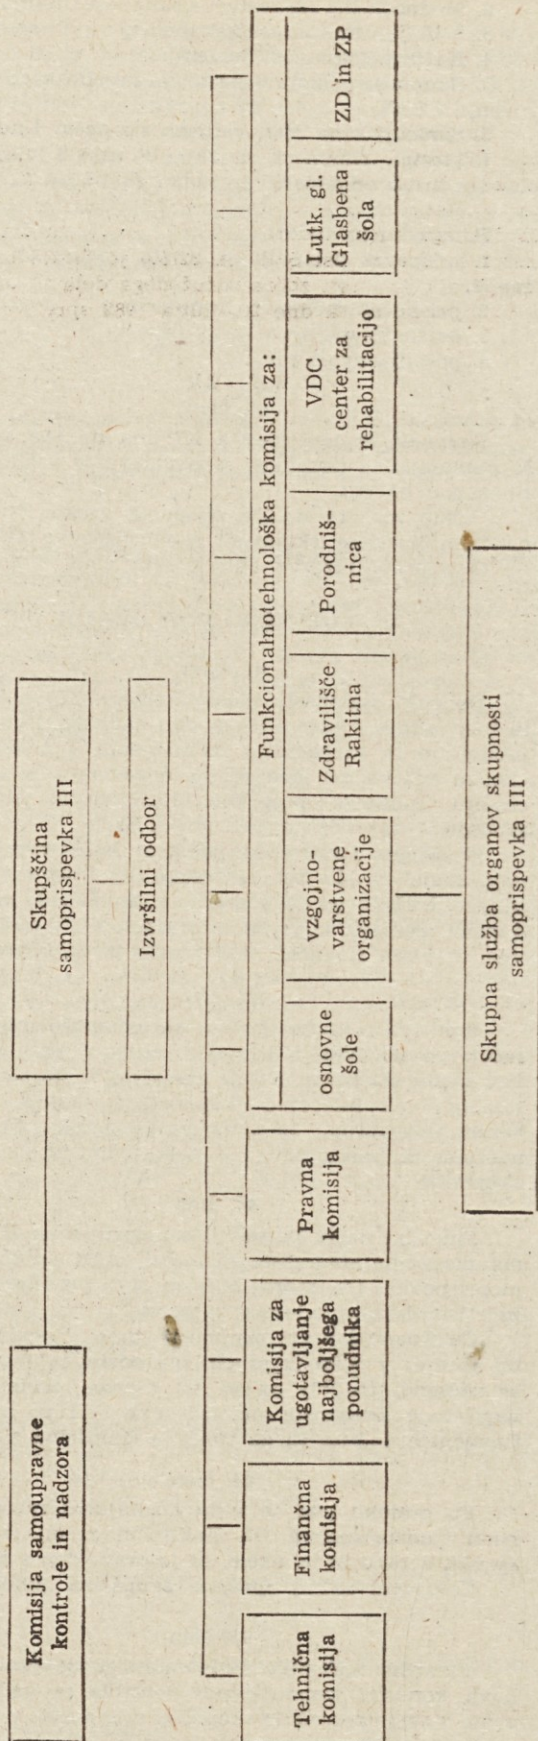 Komisija samoupravne
kontrole in nadzora
Skupščina
samoprispevka III
Izvršilni odbor
Tehnična
komisija
Finančna
komisija
Komisija za
ugotavljanje
najboljšega
ponudnika
Pravna
komisija
Funkcionalnotehnološka komisija za:
osnovne
šole
vzgojno-
varstvene
organizacije
Zdravilišče
Rakitna
Porodniš-
nica
VDC
center za
rehabilitacijo
Lutk. gl.
Glasbena
šola
ZD in ZP
Skupna služba organov skupnosti
samoprispevka III